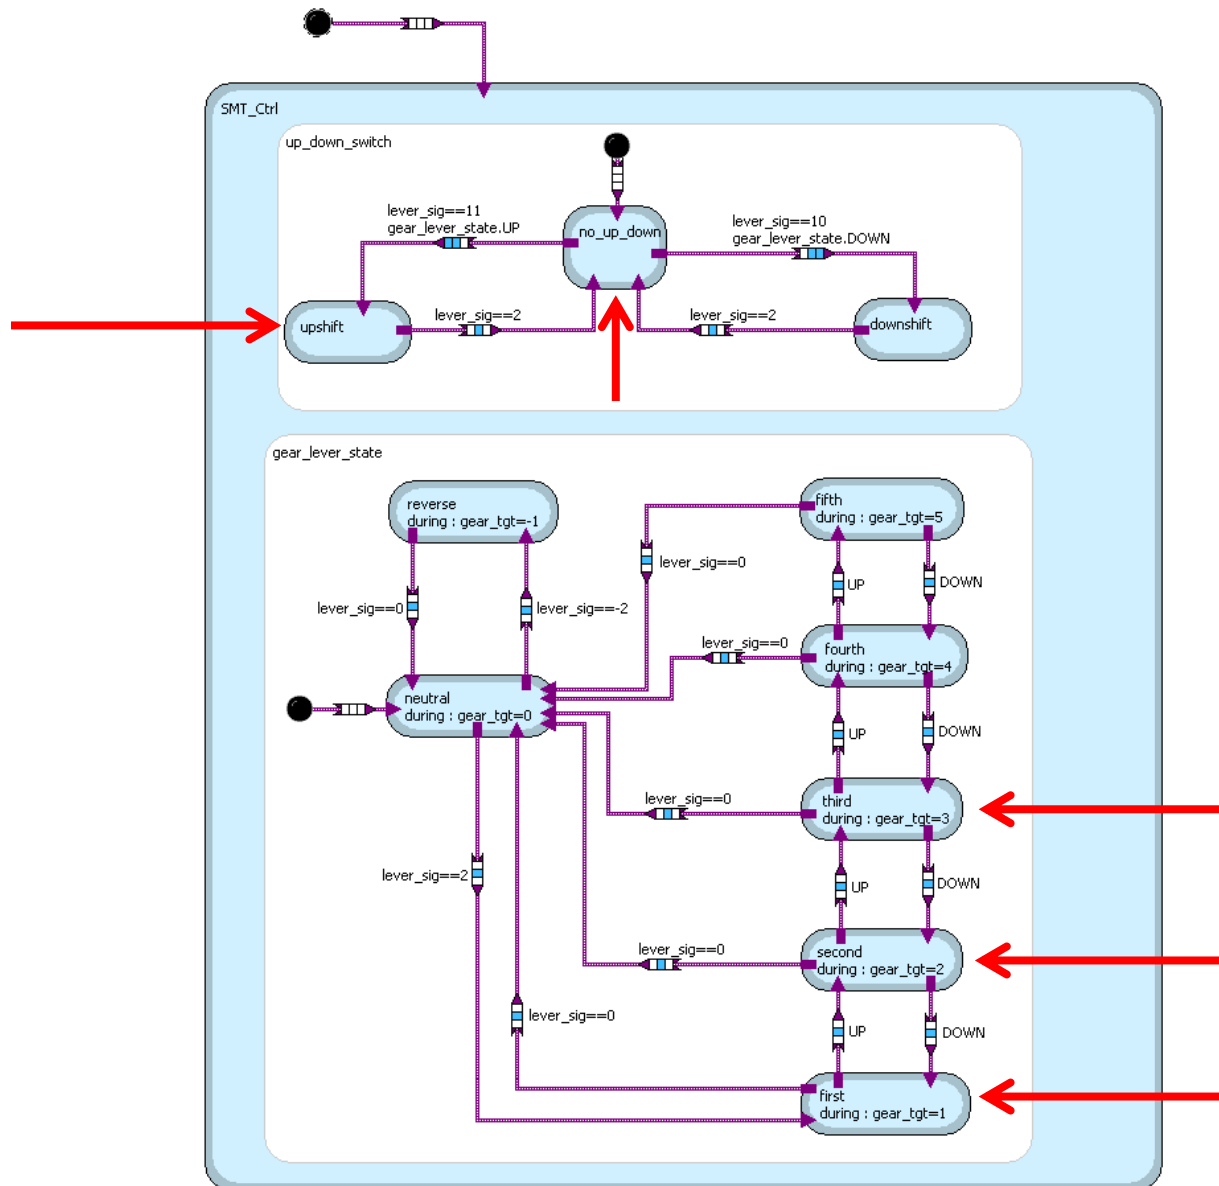 SMT_Ctrl
up_down_switch
lever_sig==11
gear_lever_state.UP
no_up_down
lever_sig==10
gear_lever_state.DOWN
upshift
lever_sig==2
lever_sig==2
downshift
gear_lever_state
reverse
during : gear_tgt=-1
fifth
during : gear_tgt=5
lever_sig==0
UP
DOWN
lever_sig==0
lever_sig==-2
lever_sig==0
fourth
during : gear_tgt=4
neutral
during : gear_tgt=0
UP
DOWN
lever_sig==0
third
during : gear_tgt=3
lever_sig==2
UP
DOWN
lever_sig==0
second
during : gear_tgt=2
lever_sig==0
UP
DOWN
first
during : gear_tgt=1